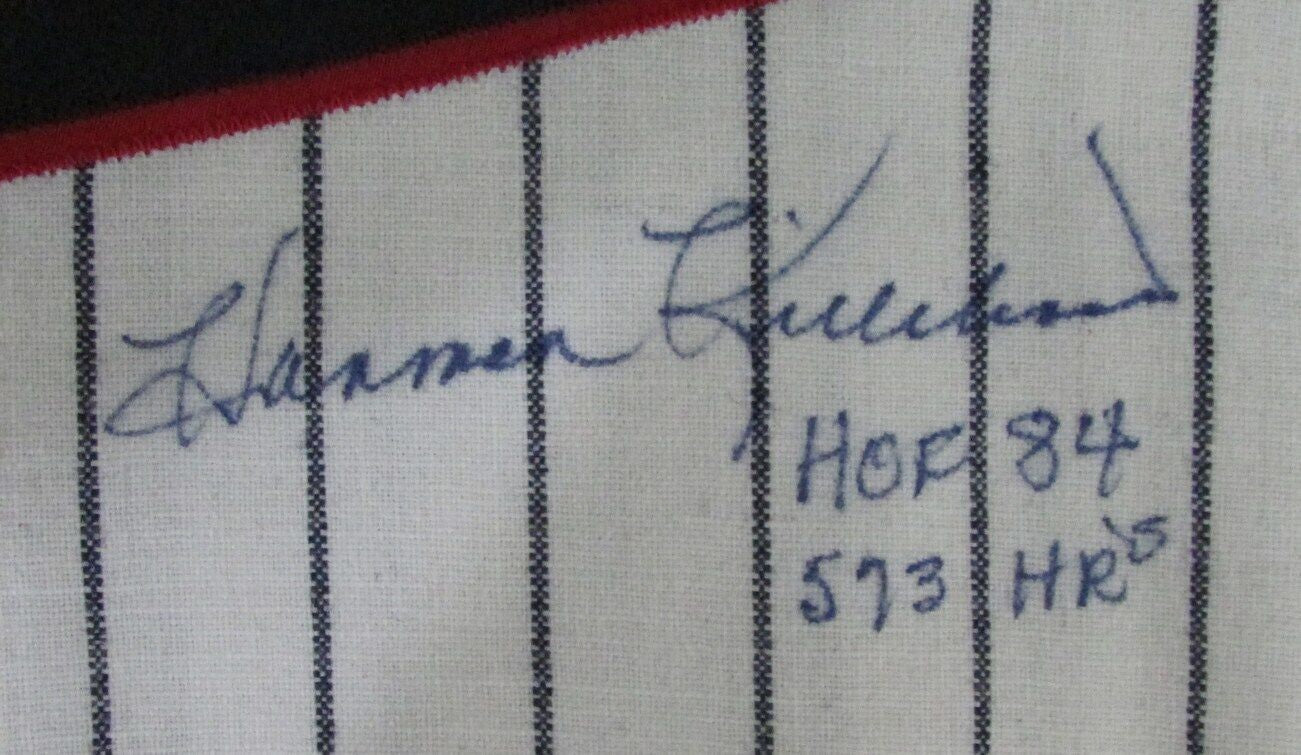 Harmon Killebrew
HOF 84
573 HR's